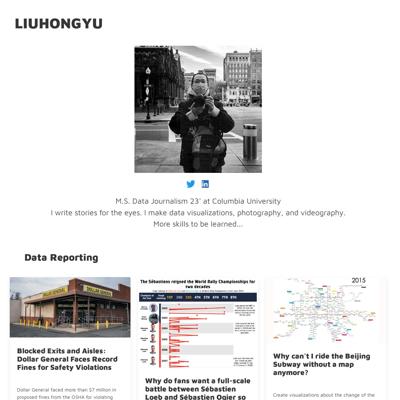 LIUHONGYU
M.S. Data Journalism 23' at Columbia University
I write stories for the eyes. I make data visualizations, photography, and videography.
More skills to be learned...
Data Reporting
DOLLAR GENERAL
The Sébastiens reigned the World Rally Championships for
two decades
2015
Blocked Exits and Aisles:
Dollar General Faces Record
Fines for Safety Violations
Dollar General faced more than $7 million in
proposed fines from the OSHA for violating
Why do fans want a full-scale
battle between Sébastien
Loeb and Sébastien Ogier so
Why can't I ride the Beijing
Subway without a map
anymore?
Create visualizations about the change of the